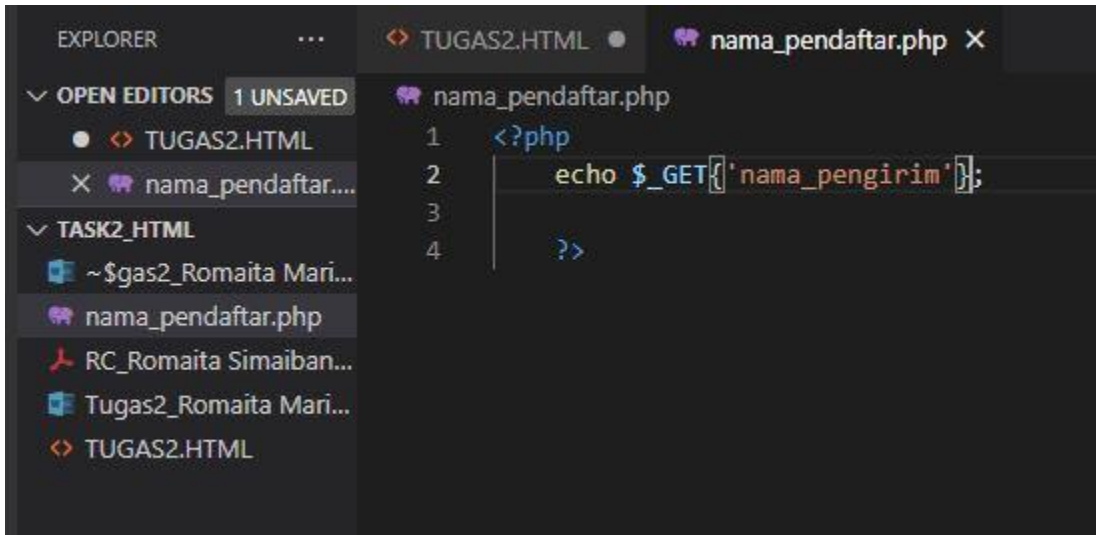 EXPLORER ...
OPEN EDITORS 1 UNSAVED
TUGAS2.HTML
nama_pendaftar....
TASK2_HTML
~$gas2_Romaita Mari...
nama_pendaftar.php
RC_Romaita Simaiban...
Tugas2_Romaita Mari...
TUGAS2.HTML
TUGAS2.HTML nama_pendaftar.php
nama_pendaftar.php
1 <?php
2 echo $_GET{'nama_pengirim'};
3
4 ?>